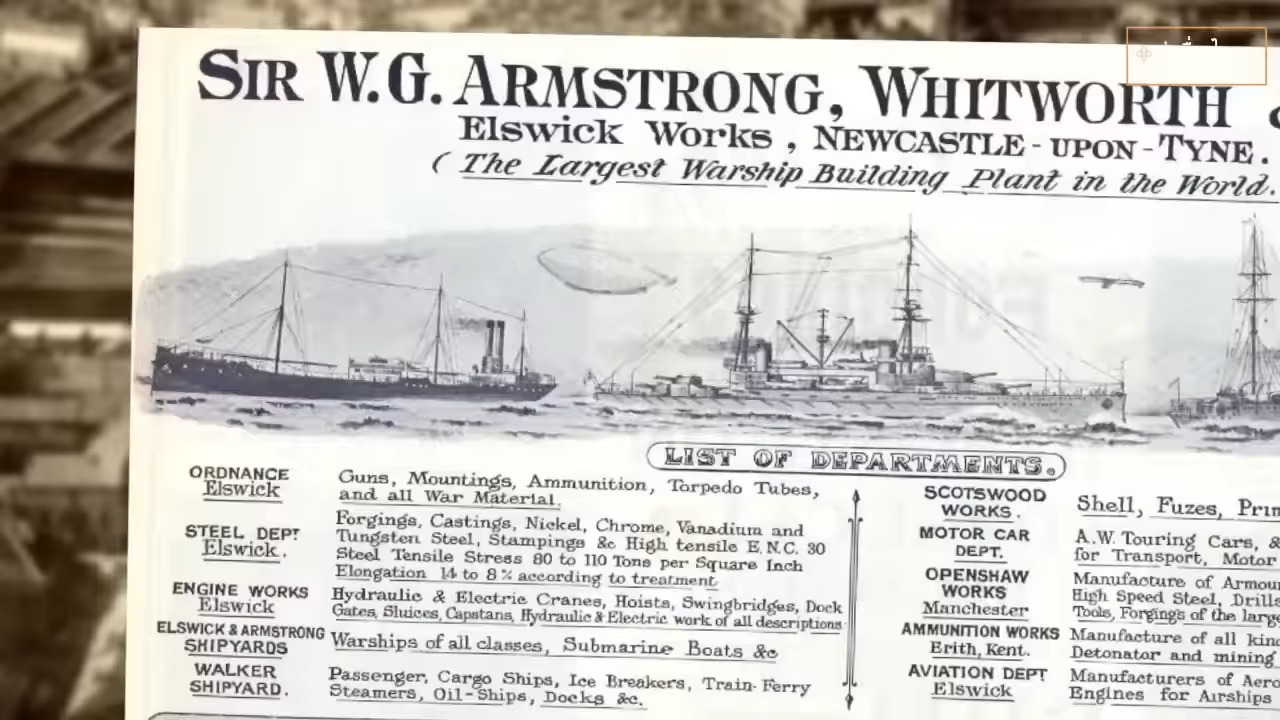 SIR W.G. ARMSTRONG, WHITWORTH &
Elswick Works, NEWCASTLE-UPON-TYNE.
(The Largest Warship Building Plant in the World.
LIST OF DEPARTMENTS.
ORDNANCE
Elswick
Guns, Mountings, Ammunition, Torpedo Tubes,
and all War Material.
STEEL DEPT
Elswick.
Forgings, Castings, Nickel, Chrome, Vanadium and
Tungsten Steel, Stampings &c High tensile E.N.C. 30
Steel Tensile Stress 80 to 110 Tons per Square Inch
Elongation 14 to 8% according to treatment.
ENGINE WORKS
Elswick
Hydraulic & Electric Cranes, Hoists, Swingbridges, Dock
Gates, Sluices, Capstans, Hydraulic & Electric work of all descriptions
ELSWICK & ARMSTRONG
SHIPYARDS
Warships of all classes, Submarine Boats &c
WALKER
SHIPYARD.
Passenger, Cargo Ships, Ice Breakers, Train-Ferry
Steamers, Oil-Ships, Docks &c.
SCOTSWOOD
WORKS.
Shell, Fuzes,
MOTOR CAR
DEPT.
A.W. Touring Cars, &
for Transport, Motor
OPENSHAW
WORKS
Manchester
Manufacture of
High Speed Steel,
Tools, Forgings of the
AMMUNITION WORKS
Erith, Kent.
Manufacture of all
Detonator and mining
AVIATION DEPT
Elswick
Manufacturers of
Engines for Airships